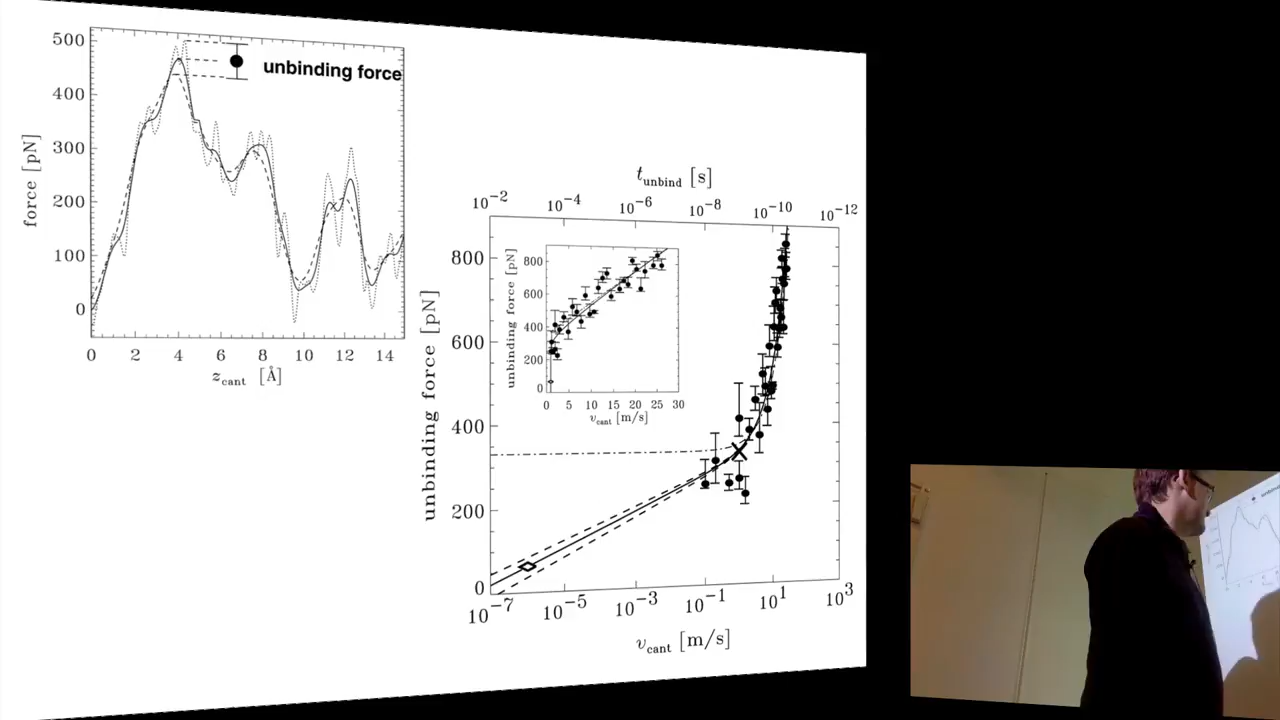 500
400
300
200
100
0
force [pN]
unbinding force
0 2 4 6 8 10 12 14
z_cant [Å]
t_unbind [s]
10^-2 10^-4 10^-6 10^-8 10^-10 10^-12
800
600
400
200
0
unbinding force [pN]
800
600
400
200
0
unbinding force [pN]
0 5 10 15 20 25 30
v_cant [m/s]
10^-7 10^-5 10^-3 10^-1 10^1 10^3
v_cant [m/s]